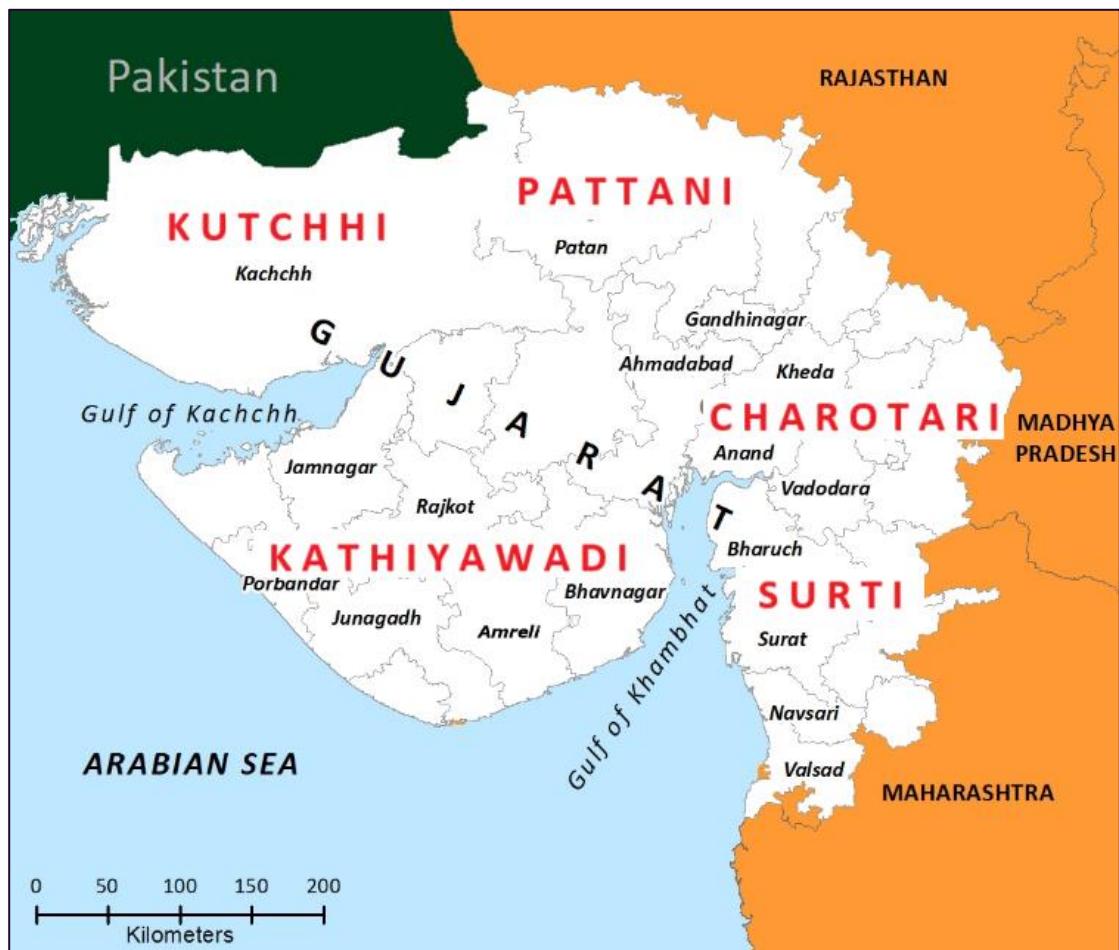 Pakistan
RAJASTHAN
PATTANI
KUTCHHI
Patan
Kachchh
Gandhinagar
GUJARAT
Ahmadabad
Kheda
Gulf of Kachchh
CHAROTARI
MADHYA
PRADESH
Anand
Jamnagar
Vadodara
Rajkot
Bharuch
KATHIYAWADI
Porbandar
Bhavnagar
SURTI
Junagadh
Amreli
Surat
Gulf of Khambhat
Navsari
ARABIAN SEA
Valsad
MAHARASHTRA
0 50 100 150 200
Kilometers